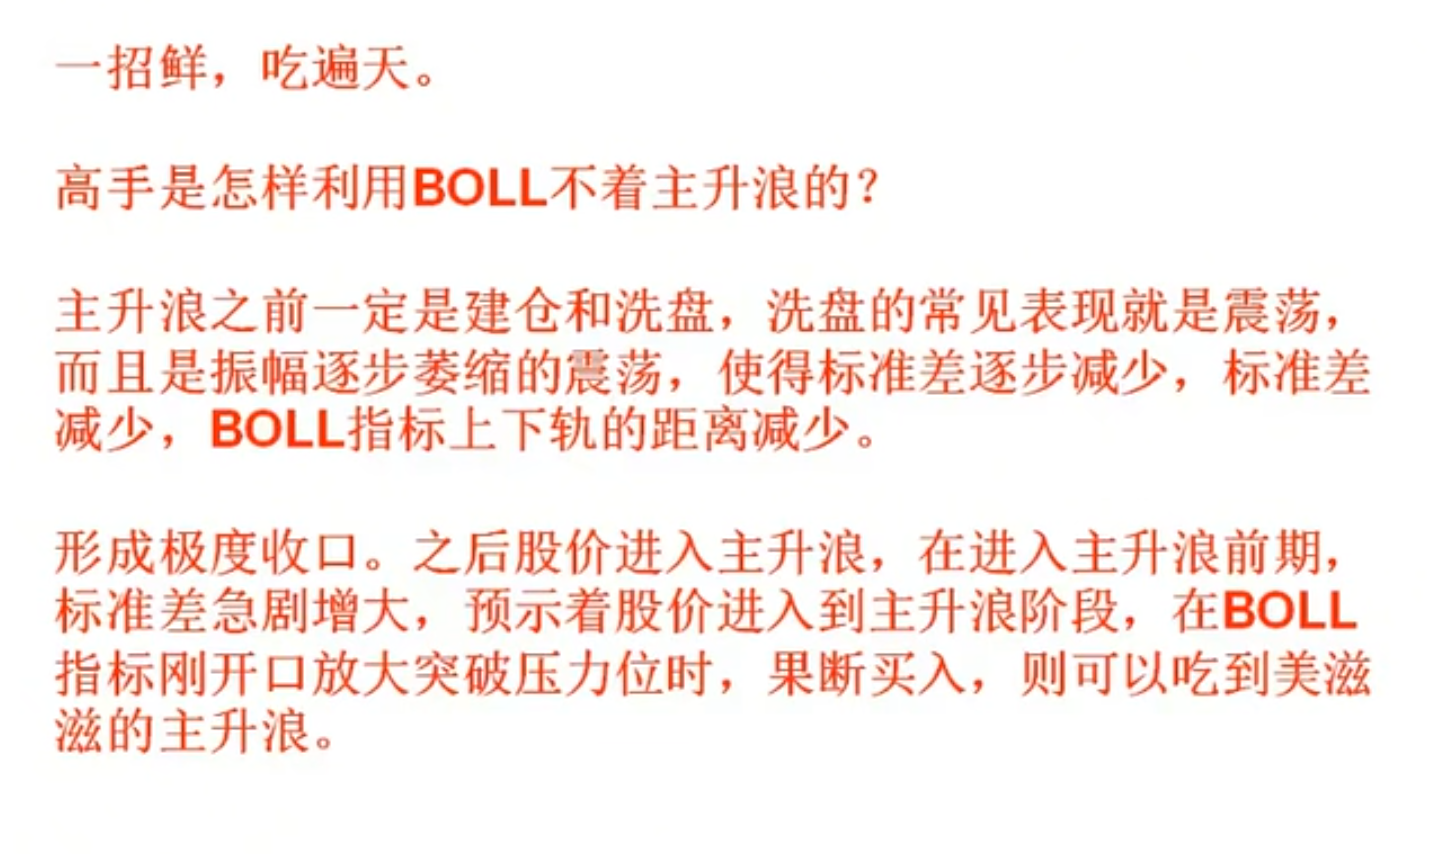 一招鲜，吃遍天。
高手是怎样利用BOLL不着主升浪的？
主升浪之前一定是建仓和洗盘，洗盘的常见表现就是震荡，
而且是振幅逐步萎缩的震荡，使得标准差逐步减少，标准差
减少，BOLL指标上下轨的距离减少。
形成极度收口。之后股价进入主升浪，在进入主升浪前期，
标准差急剧增大，预示着股价进入到主升浪阶段，在BOLL
指标刚开口放大突破压力位时，果断买入，则可以吃到美滋
滋的主升浪。